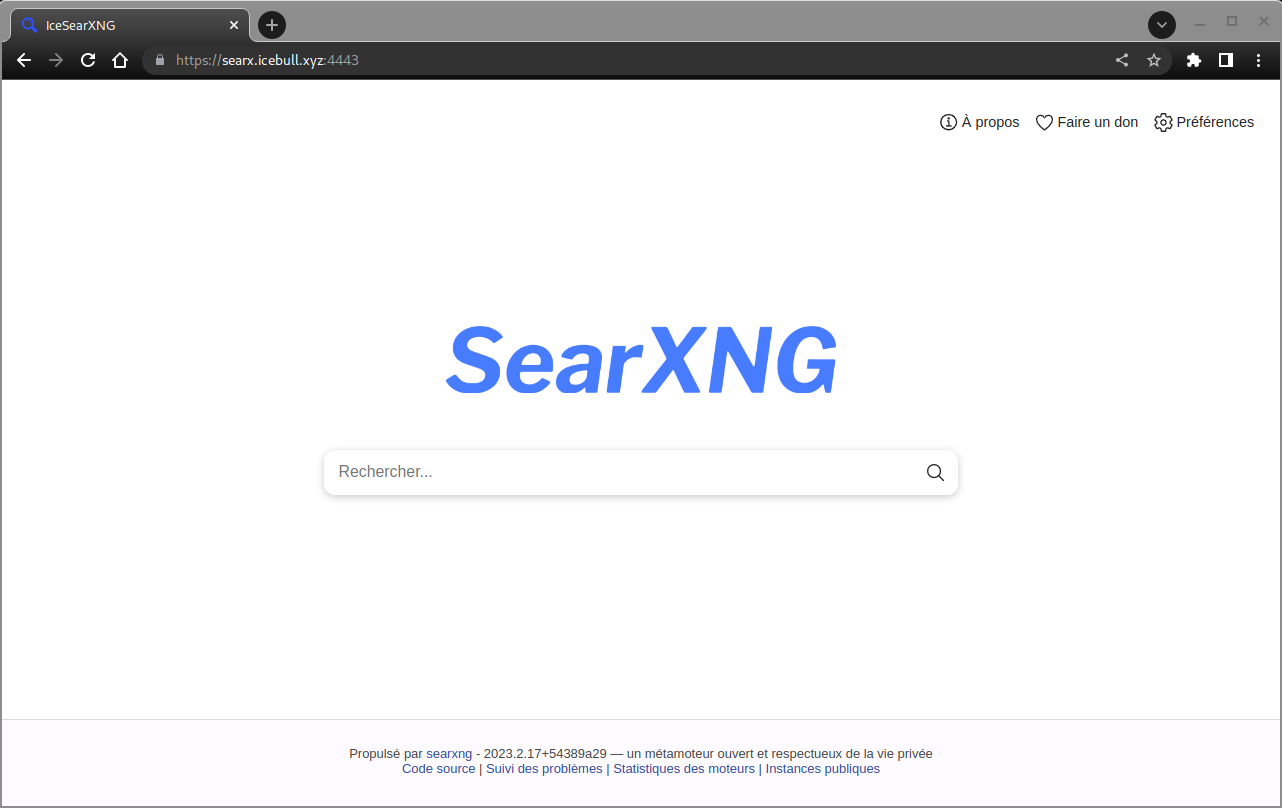 IceSearXNG
https://searx.icebull.xyz:4443
À propos Faire un don Préférences
SearXNG
Rechercher...
Propulsé par searxng - 2023.2.17+54389a29 — un métamoteur ouvert et respectueux de la vie privée
Code source | Suivi des problèmes | Statistiques des moteurs | Instances publiques